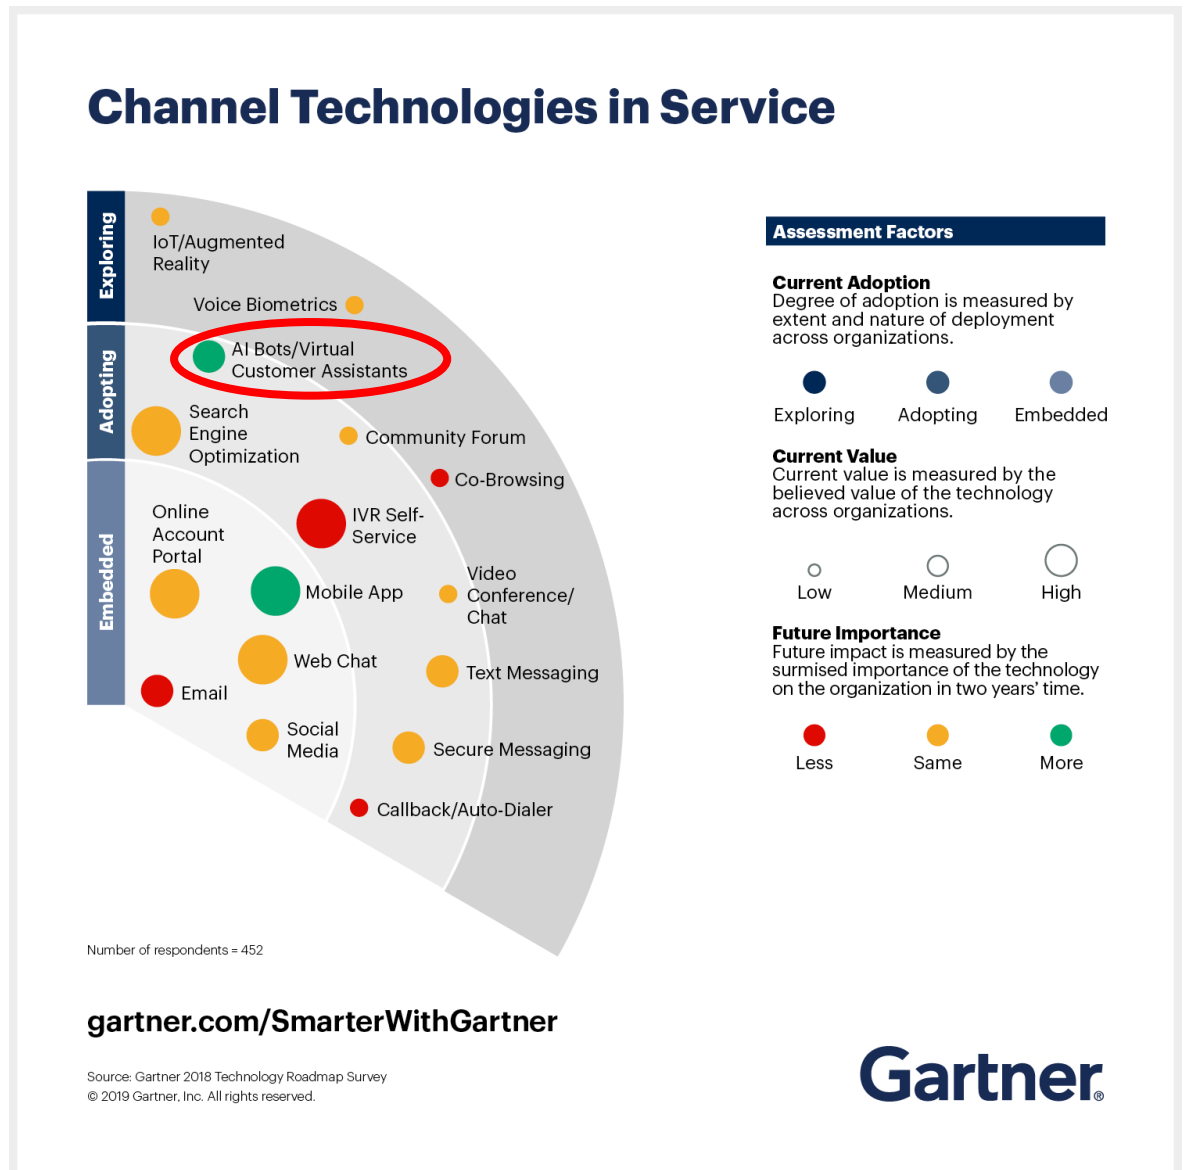 Channel Technologies in Service
Exploring
IoT/Augmented
Reality
Voice Biometrics
Adopting
AI Bots/Virtual
Customer Assistants
Search
Engine
Optimization
Community Forum
Co-Browsing
IVR Self-
Service
Video
Conference/
Chat
Text Messaging
Secure Messaging
Callback/Auto-Dialer
Embedded
Online
Account
Portal
Mobile App
Web Chat
Email
Social
Media
Assessment Factors
Current Adoption
Degree of adoption is measured by
extent and nature of deployment
across organizations.
Exploring
Adopting
Embedded
Current Value
Current value is measured by the
believed value of the technology
across organizations.
Low
Medium
High
Future Importance
Future impact is measured by the
surmised importance of the technology
on the organization in two years’ time.
Less
Same
More
Number of respondents = 452
gartner.com/SmarterWithGartner
Source: Gartner 2018 Technology Roadmap Survey
© 2019 Gartner, Inc. All rights reserved.
Gartner®